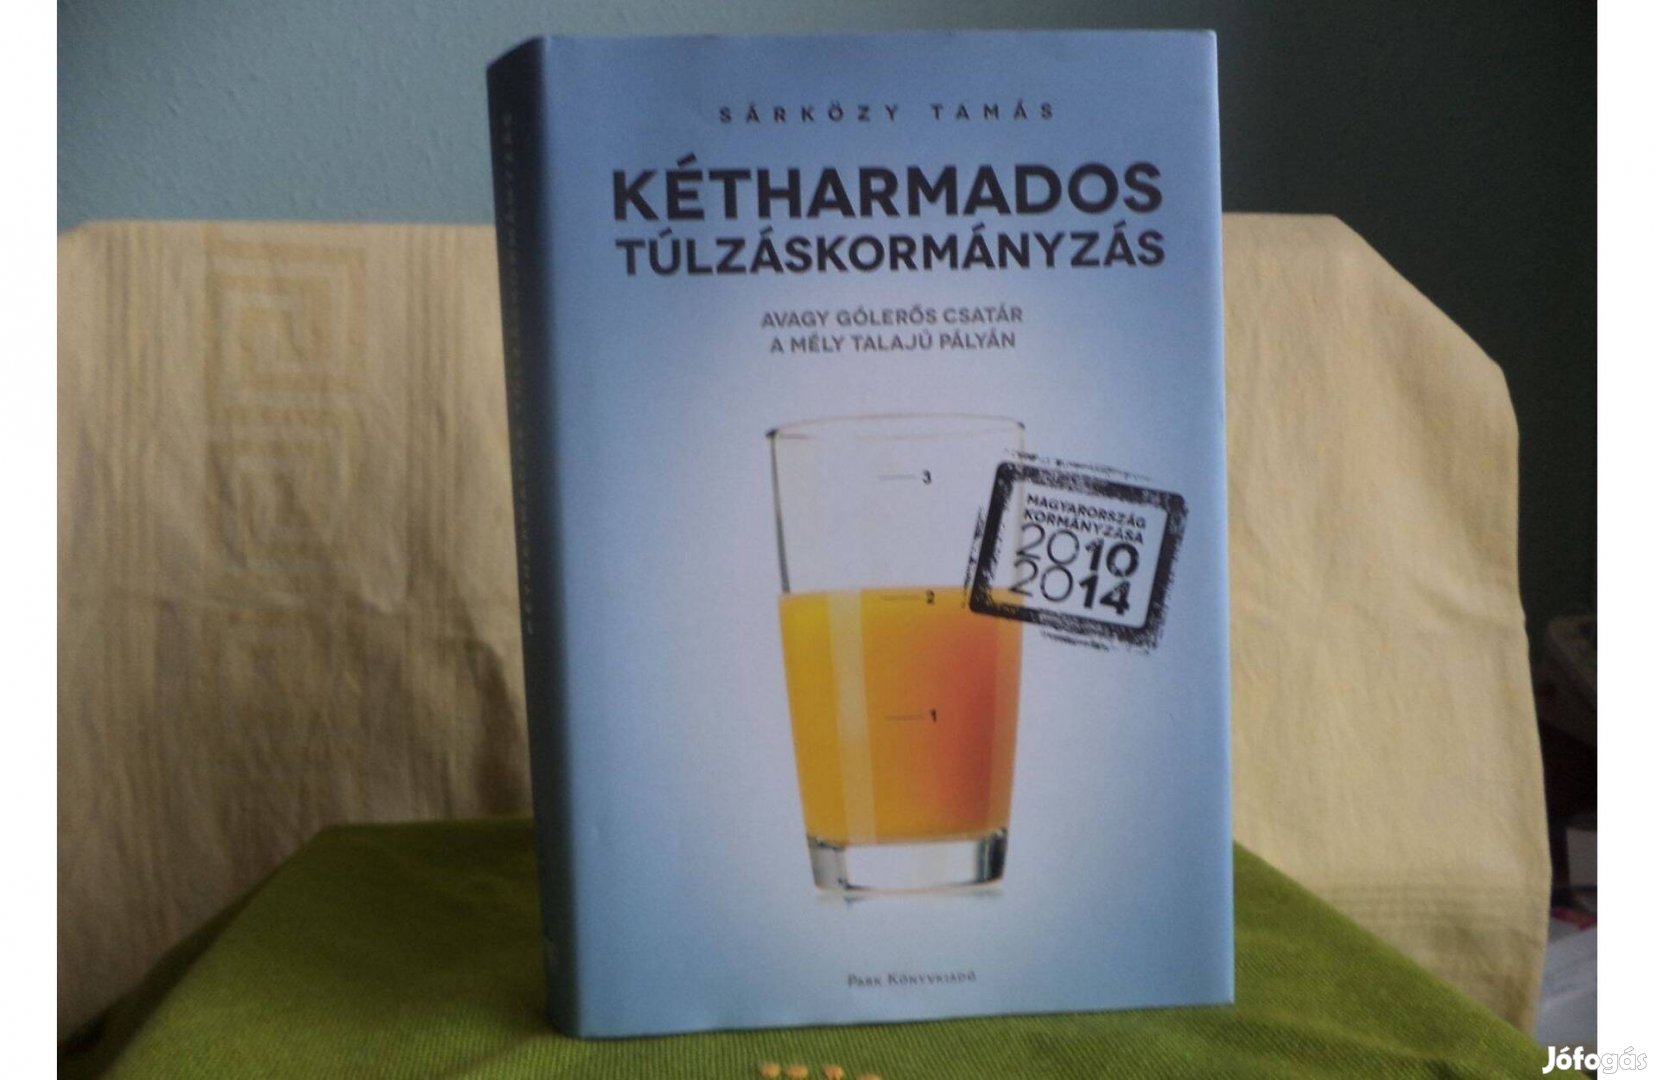 SÁRKÖZY TAMÁS
KÉTHARMADOS
TÚLZÁSKORMÁNYZÁS
AVAGY GÓLERŐS CSATÁR
A MÉLY TALAJÚ PÁLYÁN
3
MAGYARORSZÁG
KORMÁNYZÁSA
2010
2014
2
1
PARK KÖNYVKIADÓ
Jófogás